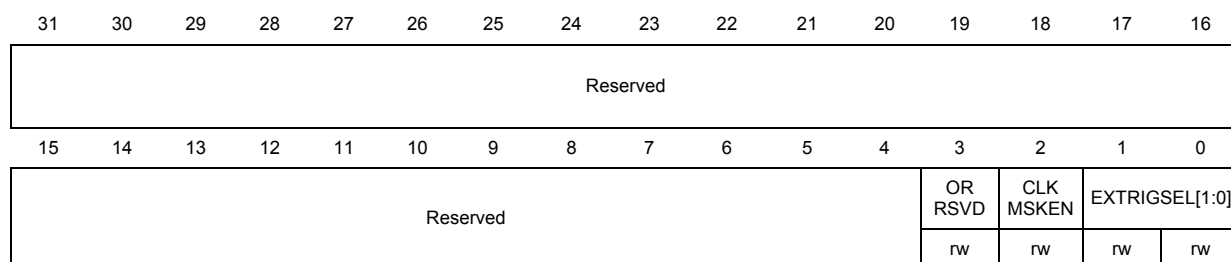 31 30 29 28 27 26 25 24 23 22 21 20 19 18 17 16
Reserved
15 14 13 12 11 10 9 8 7 6 5 4 3 2 1 0
Reserved
OR
RSVD
CLK
MSKEN
EXTRIGSEL[1:0]
rw rw rw rw